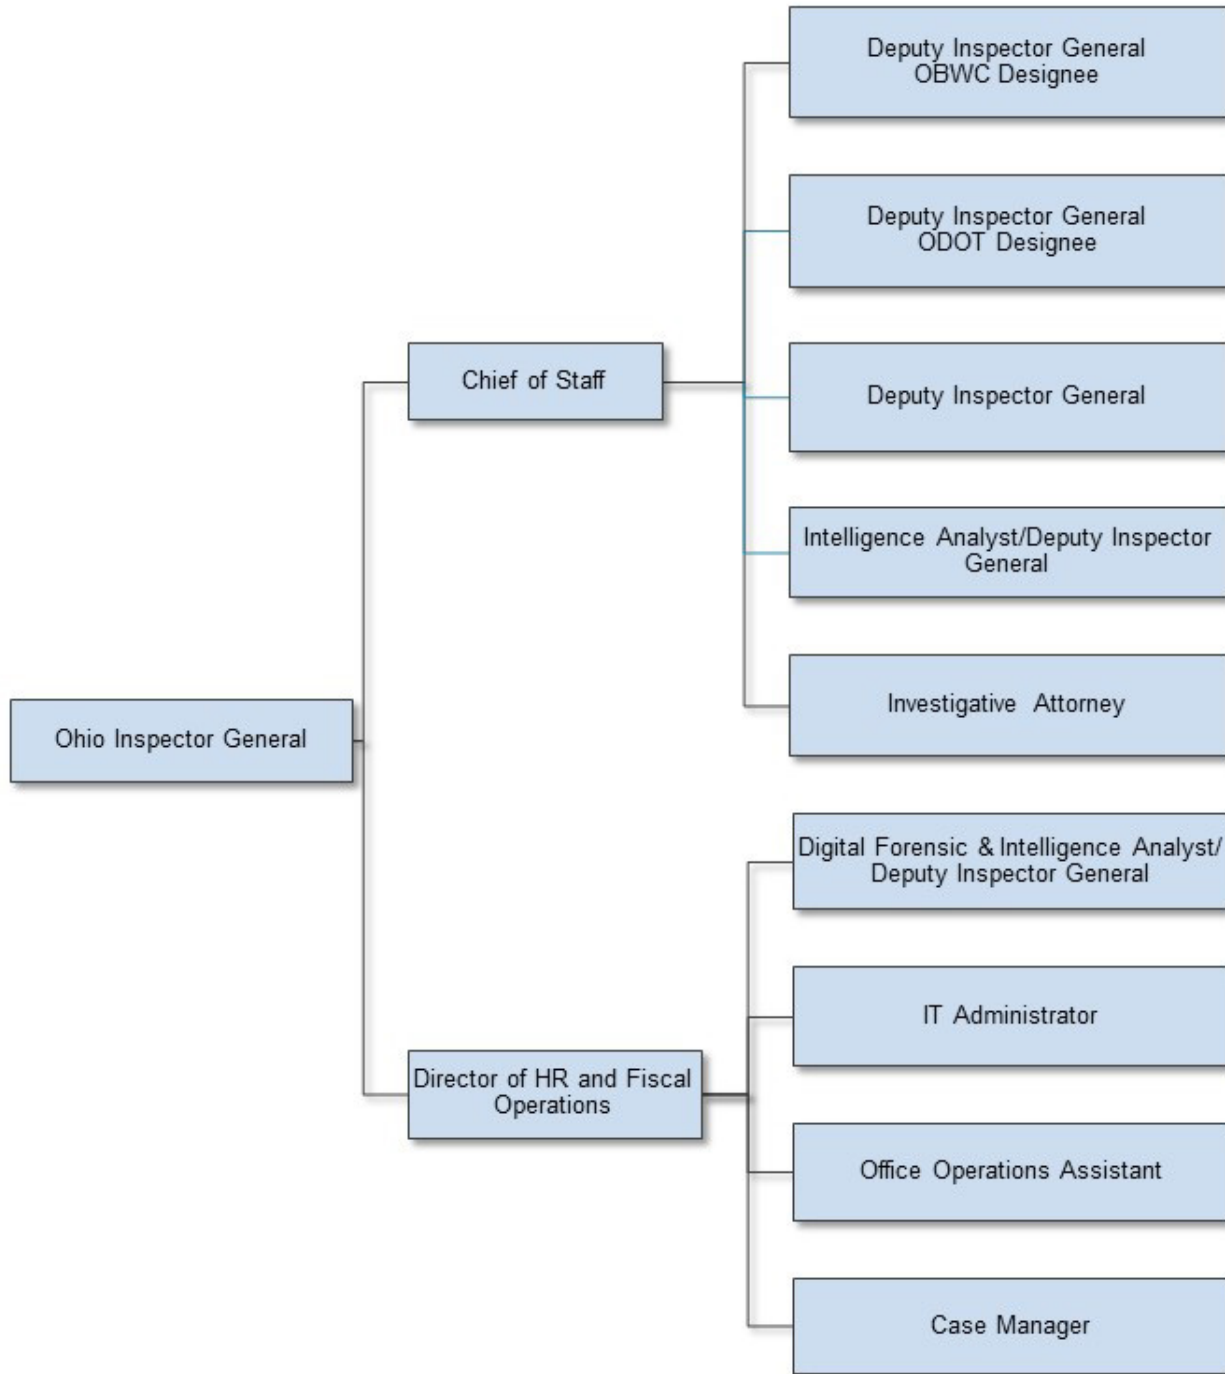 Deputy Inspector General
OBWC Designee
Deputy Inspector General
ODOT Designee
Chief of Staff
Deputy Inspector General
Intelligence Analyst/Deputy Inspector
General
Investigative Attorney
Ohio Inspector General
Digital Forensic & Intelligence Analyst/
Deputy Inspector General
IT Administrator
Director of HR and Fiscal
Operations
Office Operations Assistant
Case Manager